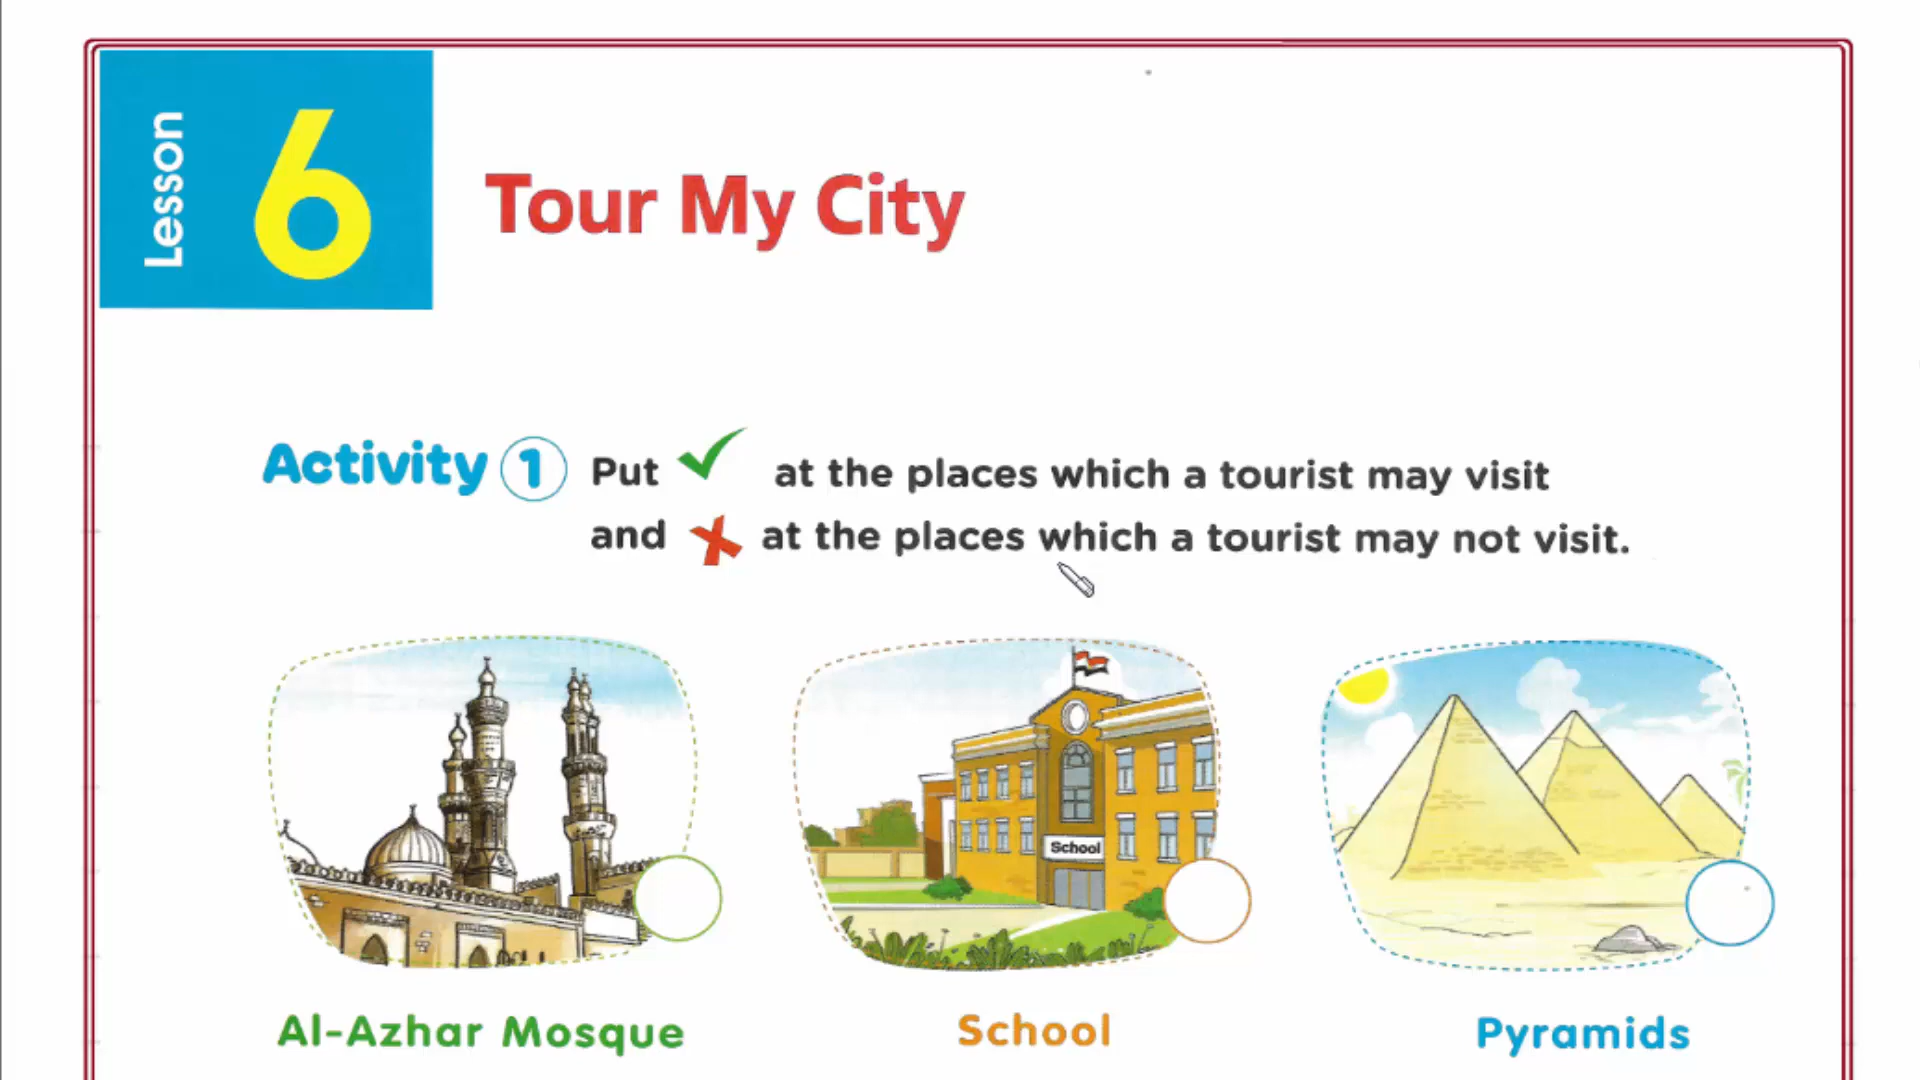 Lesson 6
Tour My City
Activity 1 Put ✓ at the places which a tourist may visit
and ✗ at the places which a tourist may not visit.
School
Al-Azhar Mosque
School
Pyramids